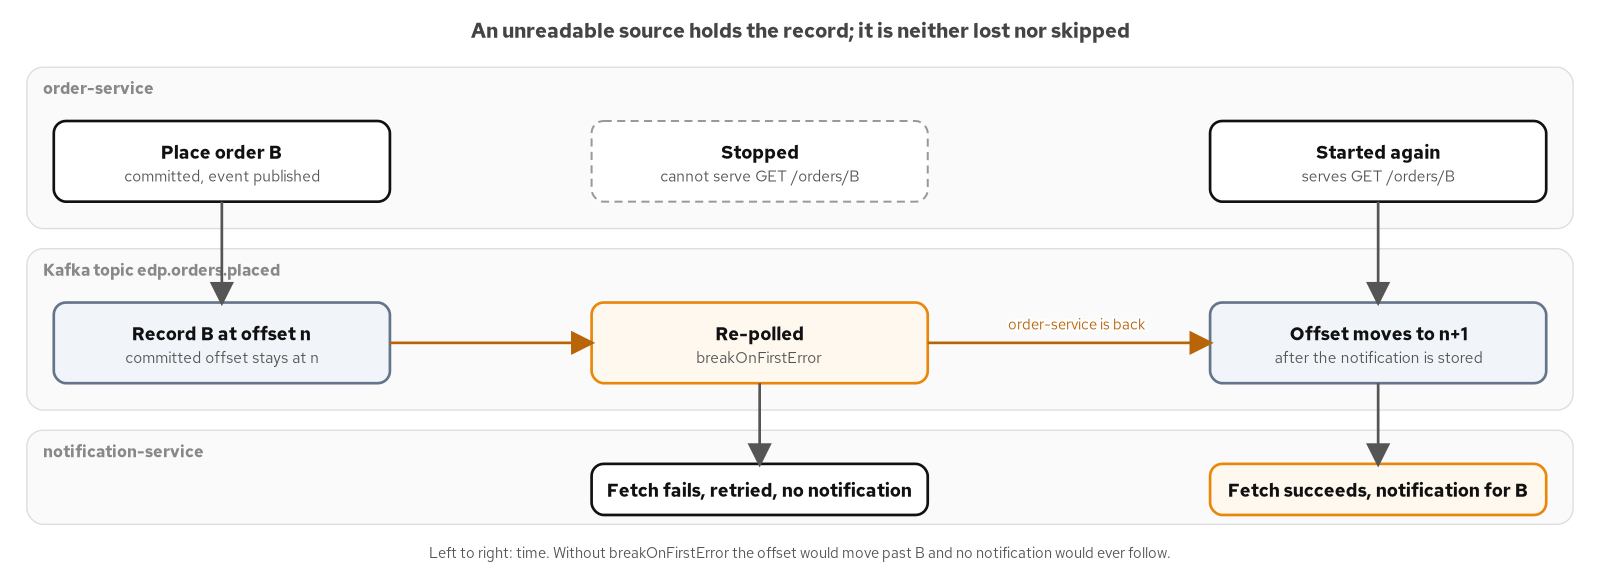 An unreadable source holds the record; it is neither lost nor skipped
order-service
Place order B
committed, event published
Stopped
cannot serve GET /orders/B
Started again
serves GET /orders/B
Kafka topic edp.orders.placed
Record B at offset n
committed offset stays at n
Re-polled
breakOnFirstError
order-service is back
Offset moves to n+1
after the notification is stored
notification-service
Fetch fails, retried, no notification
Fetch succeeds, notification for B
Left to right: time. Without breakOnFirstError the offset would move past B and no notification would ever follow.